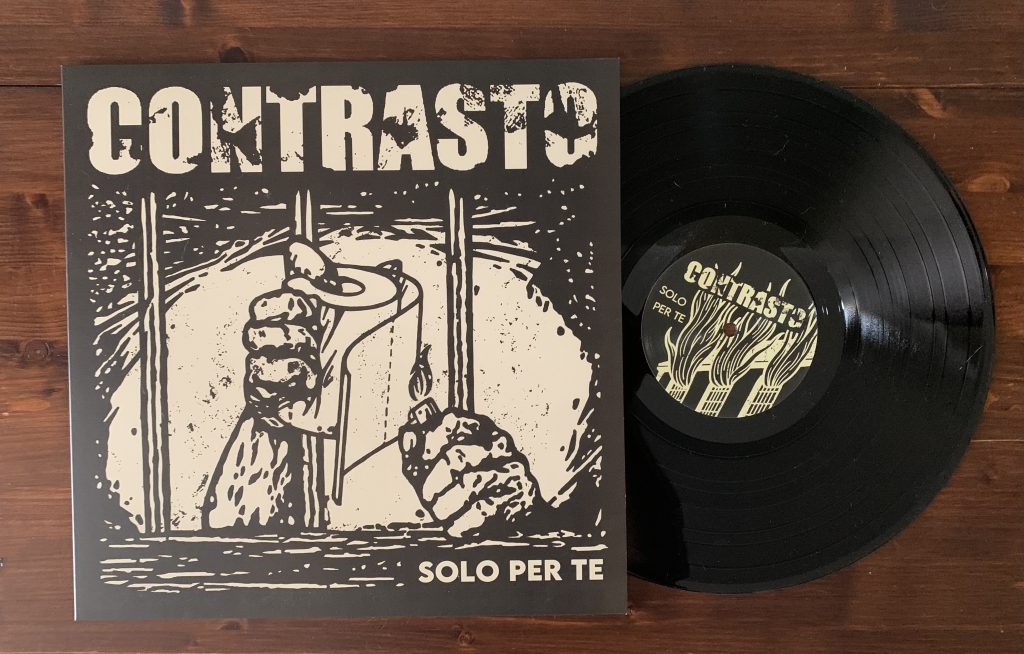 CONTRASTO
SOLO PER TE
CONTRASTO
SOLO
PER TE